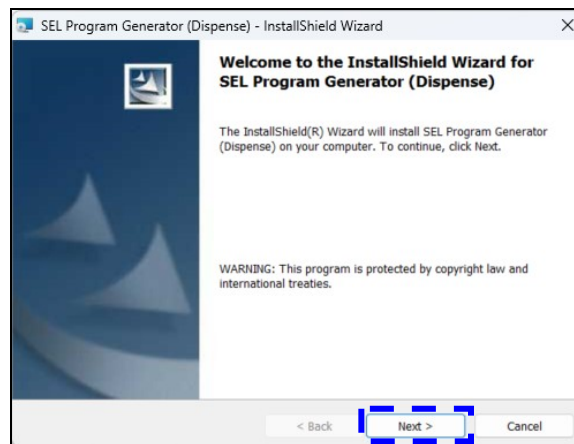 SEL Program Generator (Dispense) - InstallShield Wizard
Welcome to the InstallShield Wizard for
SEL Program Generator (Dispense)
The InstallShield(R) Wizard will install SEL Program Generator
(Dispense) on your computer. To continue, click Next.
WARNING: This program is protected by copyright law and
international treaties.
< Back Next > Cancel